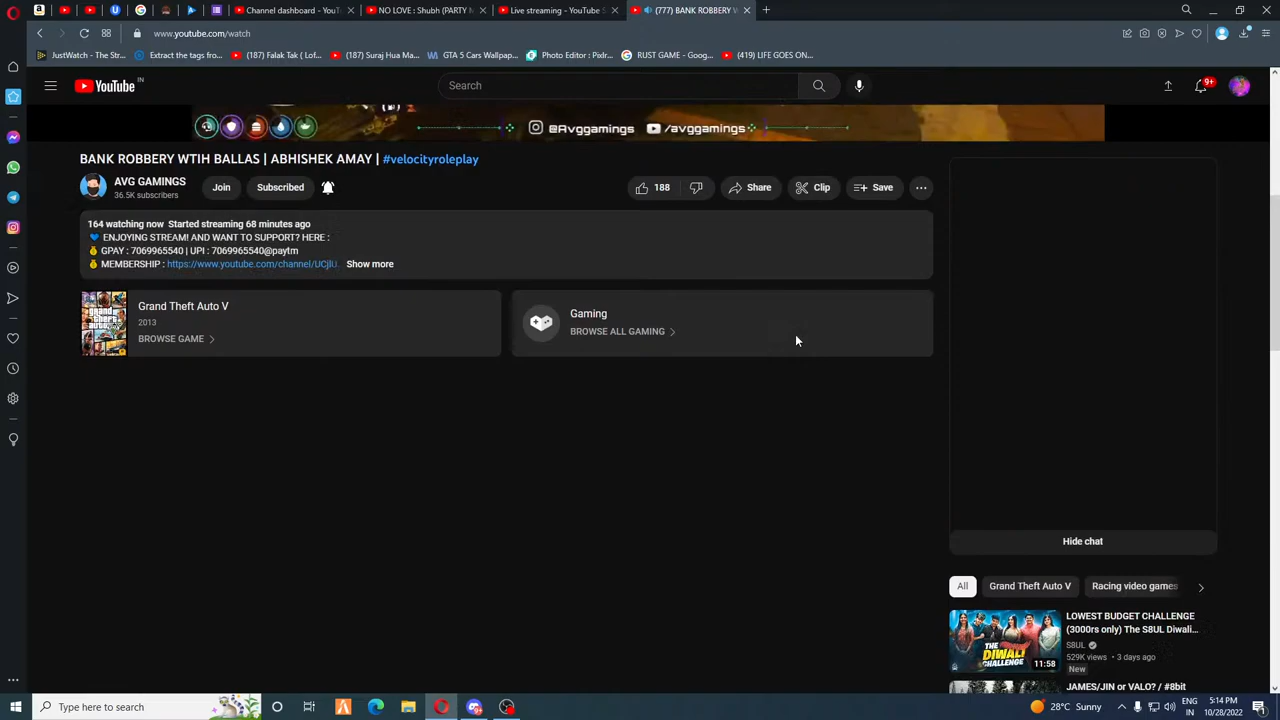 Channel dashboard - YouTu
NO LOVE : Shubh (PARTY M
Live streaming - YouTube S
(777) BANK ROBBERY W
www.youtube.com/watch
JustWatch - The Str...
Extract the tags from...
(187) Falak Tak ( Lof...
(187) Suraj Hua Ma...
GTA 5 Cars Wallpap...
Photo Editor : Pixlr...
RUST GAME - Goog...
(419) LIFE GOES ON...
YouTube IN
Search
9+
@Avggamings /avggamings
BANK ROBBERY WTIH BALLAS | ABHISHEK AMAY | #velocityroleplay
AVG GAMINGS
36.5K subscribers
Join
Subscribed
188
Share
Clip
Save
164 watching now Started streaming 68 minutes ago
ENJOYING STREAM! AND WANT TO SUPPORT? HERE :
GPAY : 7069965540 | UPI : 7069965540@paytm
MEMBERSHIP : https://www.youtube.com/channel/UCjlU... Show more
Grand Theft Auto V
2013
BROWSE GAME
Gaming
BROWSE ALL GAMING
Hide chat
All
Grand Theft Auto V
Racing video games
LOWEST BUDGET CHALLENGE
(3000rs only) The S8UL Diwali...
S8UL
529K views • 3 days ago
New
THE DIWALI CHALLENGE
11:58
JAMES/JIN or VALO? / #8bit
Type here to search
28°C Sunny
ENG
IN
5:14 PM
10/28/2022